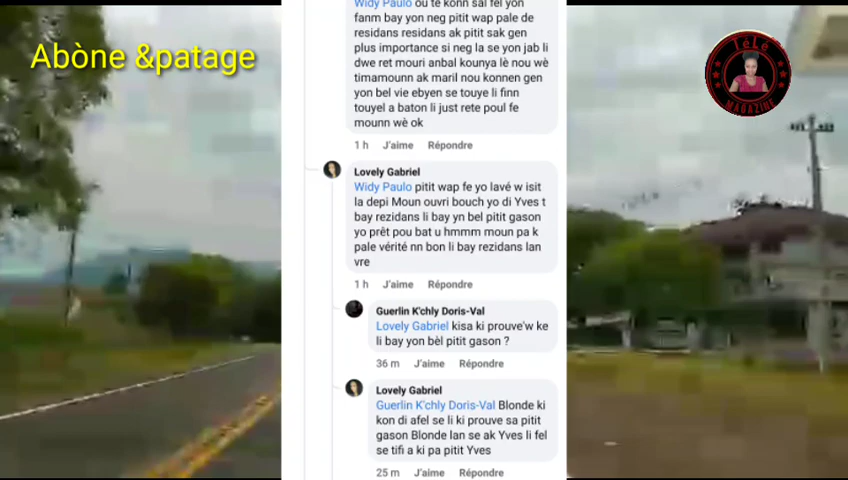 Abòne &patage
Widy Paulo ou te konn sal fel yon
fanm bay yon neg pitit wap pale de
residans residans ak pitit sak gen
plus importance si neg la se yon jab li
dwe ret mouri anbal kounya lè nou wè
timamounn ak maril nou konnen gen
yon bel vie ebyen se touye li finn
touyel a baton li just rete poul fe
mounn wè ok
1 h J'aime Répondre
Lovely Gabriel
Widy Paulo pitit wap fe yo lavé w isit
la depi Moun ouvri bouch yo di Yves t
bay rezidans li bay yn bel pitit gason
yo prêt pou bat u hmmm moun pa k
pale vérité nn bon li bay rezidans lan
vre
1 h J'aime Répondre
Guerlin K'chly Doris-Val
Lovely Gabriel kisa ki prouve'w ke
li bay yon bèl pitit gason ?
36 m J'aime Répondre
Lovely Gabriel
Guerlin K'chly Doris-Val Blonde ki
kon di afel se li ki prouve sa pitit
gason Blonde lan se ak Yves li fel
se tifi a ki pa pitit Yves
25 m J'aime Répondre
TéLé
MAGAZINE